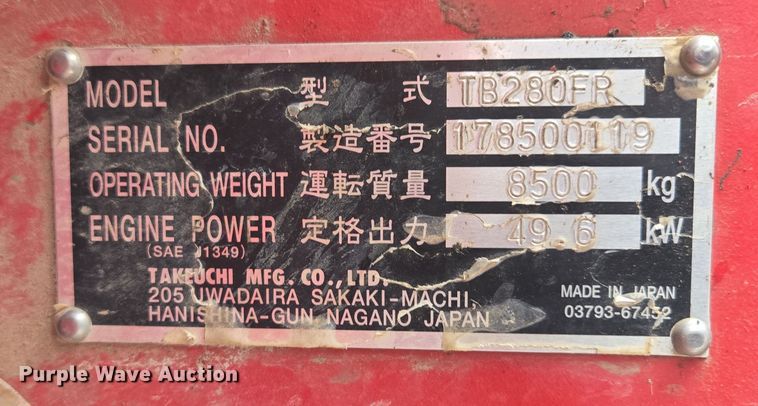 MODEL 型式 TB280FR
SERIAL NO. 製造番号 178500119
OPERATING WEIGHT 運転質量 8500 kg
ENGINE POWER 定格出力 49.6 kW
(SAE J1349)
TAKEUCHI MFG. CO., LTD.
205 UWADAIRA SAKAKI-MACHI,
HANISHINA-GUN NAGANO JAPAN
MADE IN JAPAN
03793-67452
Purple Wave Auction